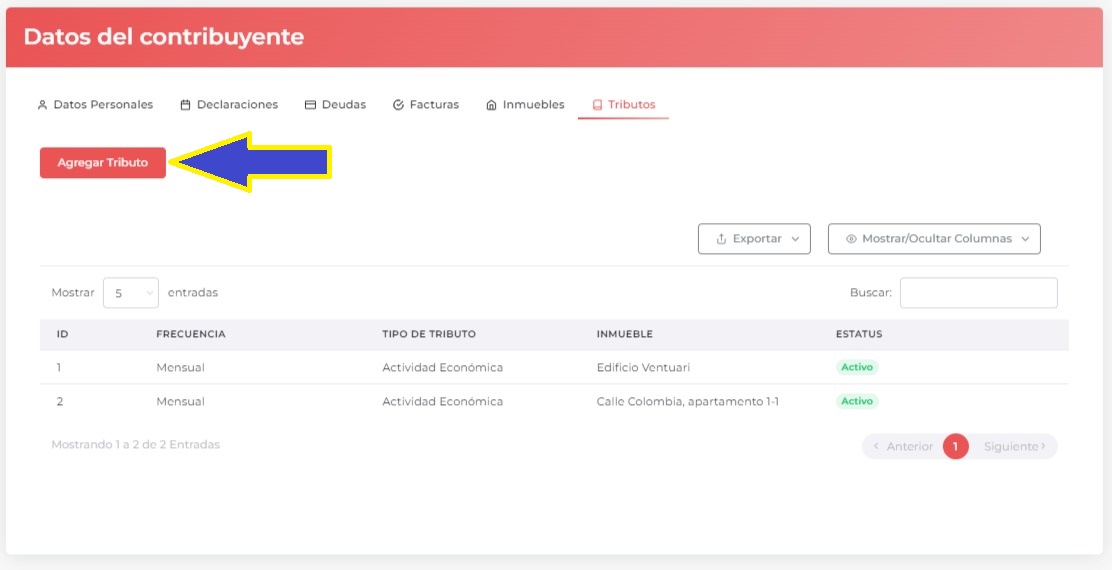 Datos del contribuyente
Datos Personales Declaraciones Deudas Facturas Inmuebles Tributos
Agregar Tributo
Exportar Mostrar/Ocultar Columnas
Mostrar 5 entradas Buscar:
ID FRECUENCIA TIPO DE TRIBUTO INMUEBLE ESTATUS
1 Mensual Actividad Económica Edificio Ventuari Activo
2 Mensual Actividad Económica Calle Colombia, apartamento 1-1 Activo
Mostrando 1 a 2 de 2 Entradas Anterior 1 Siguiente